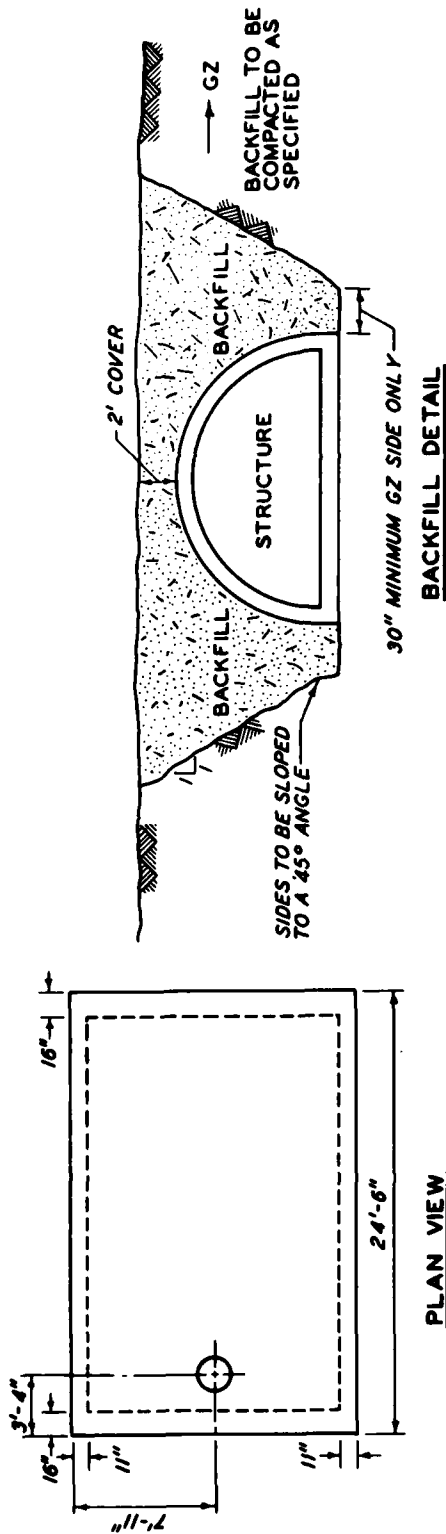 16"
3'-4"
16"
11"
7'-11"
11"
24'-6"
PLAN VIEW
2' COVER
GZ
BACKFILL TO BE
COMPACTED AS
SPECIFIED
BACKFILL
BACKFILL
STRUCTURE
1
1
SIDES TO BE SLOPED
TO A 45° ANGLE
30" MINIMUM GZ SIDE ONLY
BACKFILL DETAIL